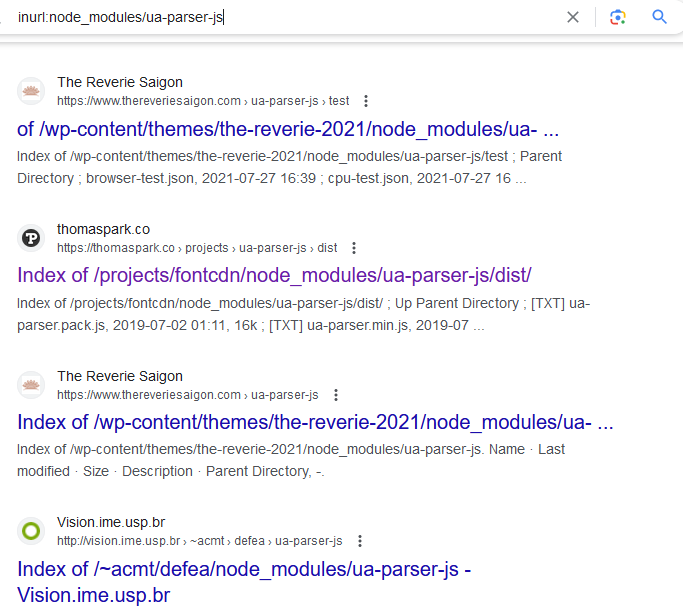 inurl:node_modules/ua-parser-js
The Reverie Saigon
https://www.thereveriesaigon.com › ua-parser-js › test
of /wp-content/themes/the-reverie-2021/node_modules/ua- ...
Index of /wp-content/themes/the-reverie-2021/node_modules/ua-parser-js/test ; Parent
Directory ; browser-test.json, 2021-07-27 16:39 ; cpu-test.json, 2021-07-27 16 ...
thomaspark.co
https://thomaspark.co › projects › ua-parser-js › dist
Index of /projects/fontcdn/node_modules/ua-parser-js/dist/
Index of /projects/fontcdn/node_modules/ua-parser-js/dist/ ; Up Parent Directory ; [TXT] ua-
parser.pack.js, 2019-07-02 01:11, 16k ; [TXT] ua-parser.min.js, 2019-07 ...
The Reverie Saigon
https://www.thereveriesaigon.com › ua-parser-js
Index of /wp-content/themes/the-reverie-2021/node_modules/ua- ...
Index of /wp-content/themes/the-reverie-2021/node_modules/ua-parser-js. Name · Last
modified · Size · Description · Parent Directory, -.
Vision.ime.usp.br
http://vision.ime.usp.br › ~acmt › defea › ua-parser-js
Index of /~acmt/defea/node_modules/ua-parser-js -
Vision.ime.usp.br